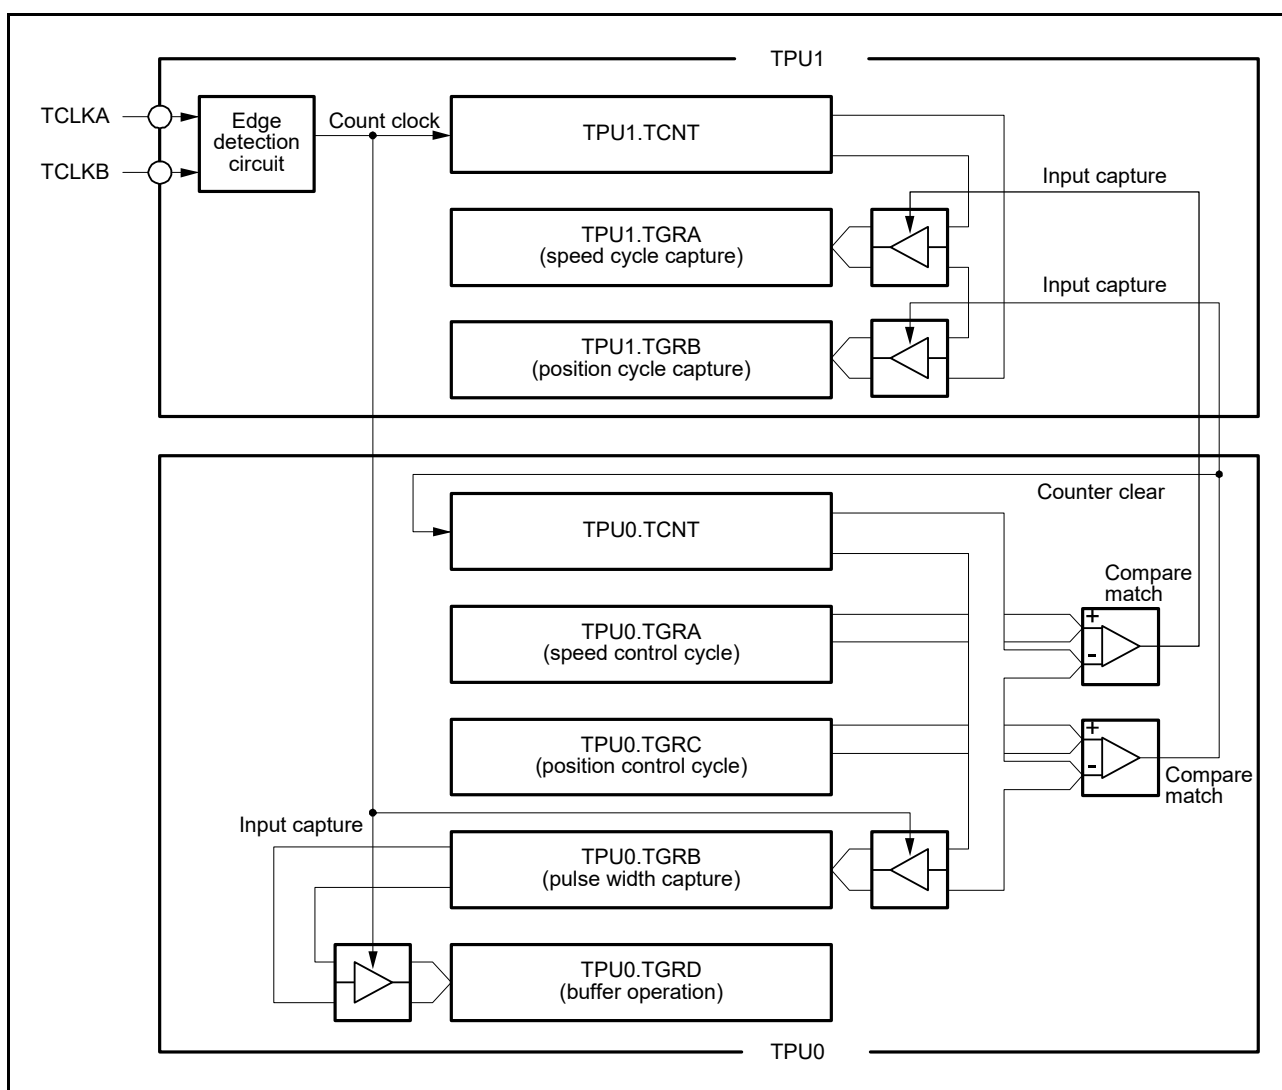 TPU1
TCLKA
TCLKB
Edge
detection
circuit
Count clock
TPU1.TCNT
Input capture
TPU1.TGRA
(speed cycle capture)
Input capture
TPU1.TGRB
(position cycle capture)
Counter clear
TPU0.TCNT
Compare
match
+
-
TPU0.TGRA
(speed control cycle)
+
-
TPU0.TGRC
(position control cycle)
Compare
match
Input capture
TPU0.TGRB
(pulse width capture)
TPU0.TGRD
(buffer operation)
TPU0